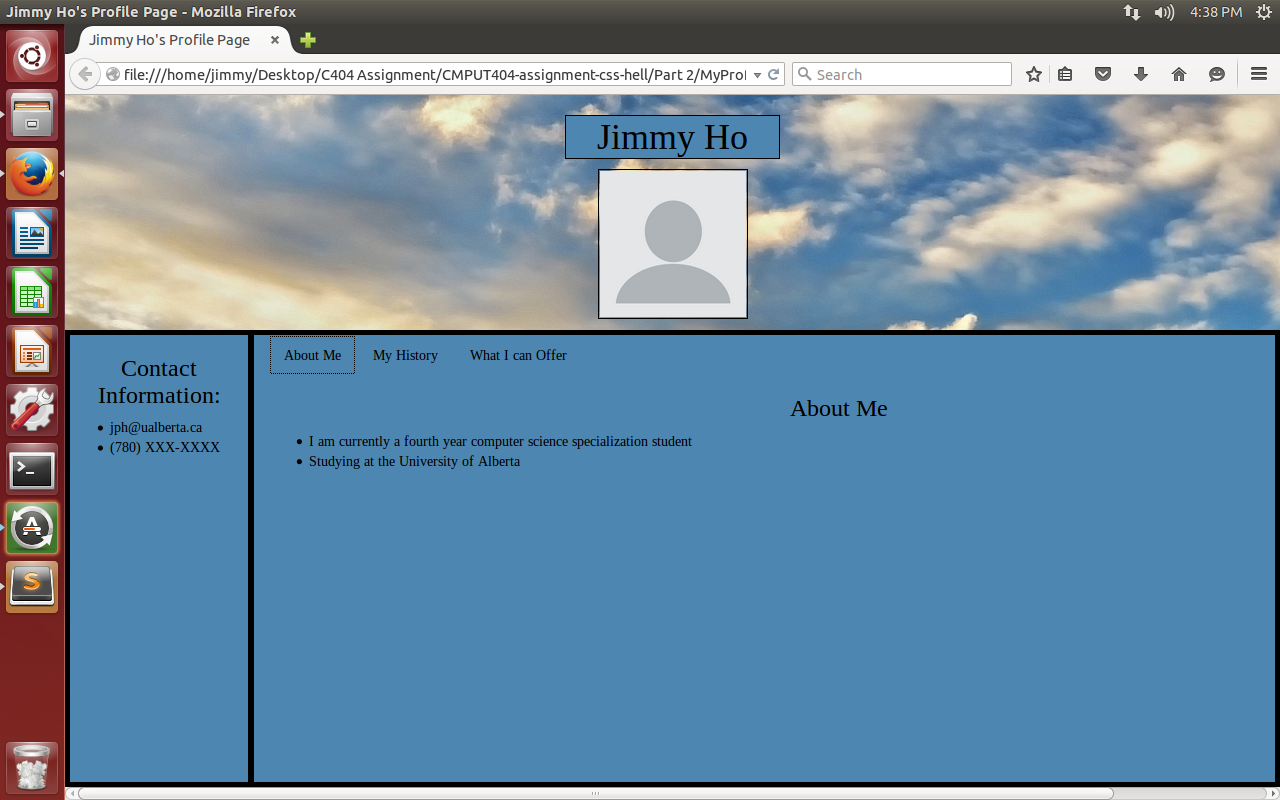 Jimmy Ho's Profile Page - Mozilla Firefox
4:38 PM
Jimmy Ho's Profile Page
file:///home/jimmy/Desktop/C404 Assignment/CMPUT404-assignment-css-hell/Part 2/MyProf
Search
Jimmy Ho
Contact
Information:
jph@ualberta.ca
(780) XXX-XXXX
About Me My History What I can Offer
About Me
I am currently a fourth year computer science specialization student
Studying at the University of Alberta